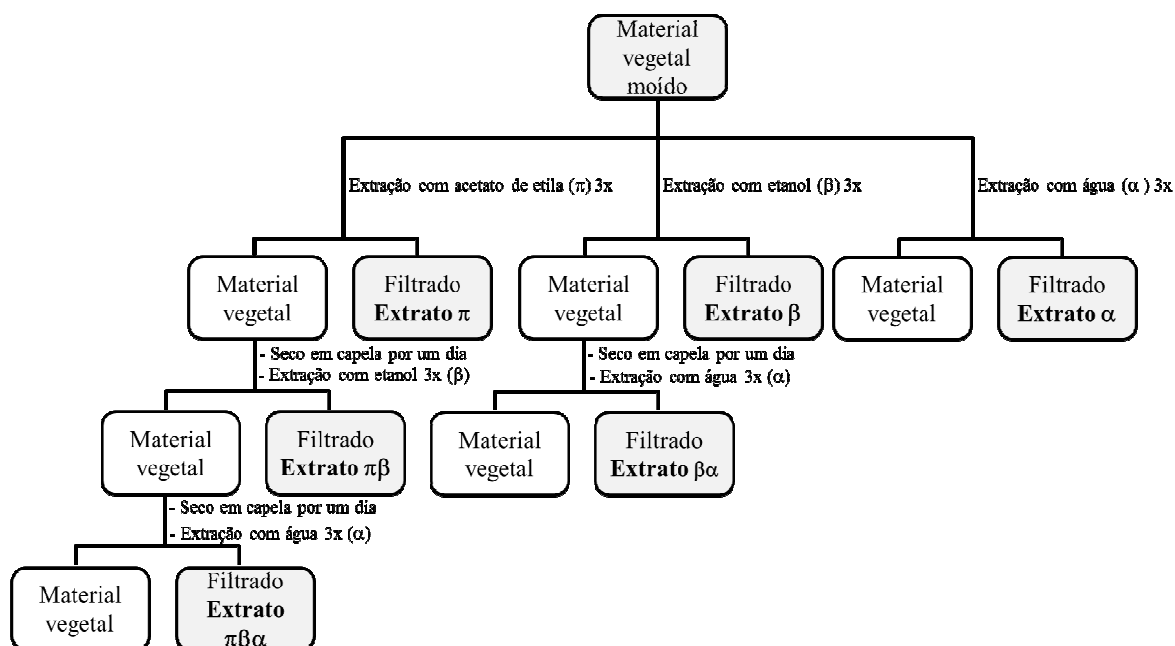 Material
vegetal
moído
Extração com acetato de etila (π) 3x
Extração com etanol (β) 3x
Extração com água (α ) 3x
Material
vegetal
Filtrado
Extrato π
Material
vegetal
Filtrado
Extrato β
Material
vegetal
Filtrado
Extrato α
- Seco em capela por um dia
- Extração com etanol 3x (β)
- Seco em capela por um dia
- Extração com água 3x (α)
Material
vegetal
Filtrado
Extrato πβ
Material
vegetal
Filtrado
Extrato βα
- Seco em capela por um dia
- Extração com água 3x (α)
Material
vegetal
Filtrado
Extrato
πβα